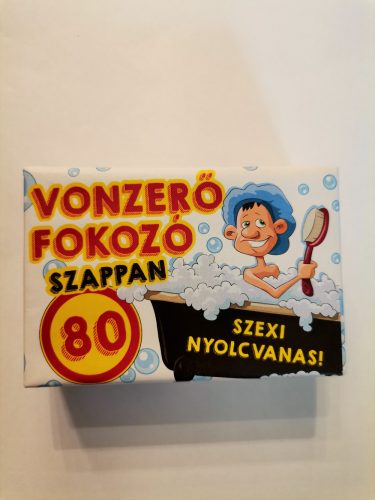 VONZERŐ
FOKOZÓ
SZAPPAN
80
SZEXI
NYOLCVANAS!